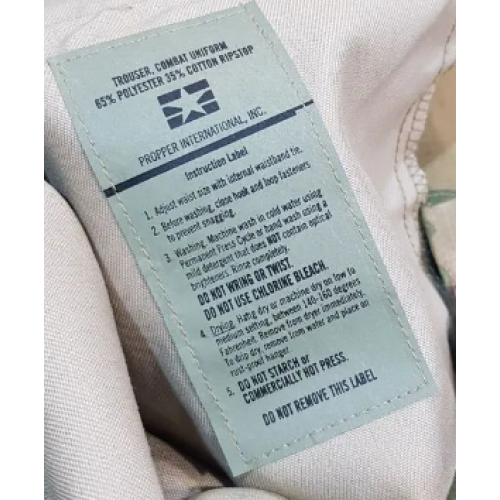 TROUSER, COMBAT UNIFORM
65% POLYESTER 35% COTTON RIPSTOP
PROPPER INTERNATIONAL, INC.
Instruction Label
1. Adjust waist size with internal waistband tie.
2. Before washing, close hook and loop fasteners
to prevent snagging.
3. Washing. Machine wash in cold water using
Permanent Press Cycle or hand wash using a
mild detergent that does NOT contain optical
brighteners. Rinse completely.
DO NOT WRING OR TWIST.
DO NOT USE CHLORINE BLEACH.
4. Drying. Hang dry or machine dry on low to
medium setting, between 140-160 degrees
Fahrenheit. Remove from dryer immediately.
To drip dry, remove from water and place on
rust-proof hanger.
5. DO NOT STARCH or
COMMERCIALLY HOT PRESS.
DO NOT REMOVE THIS LABEL.